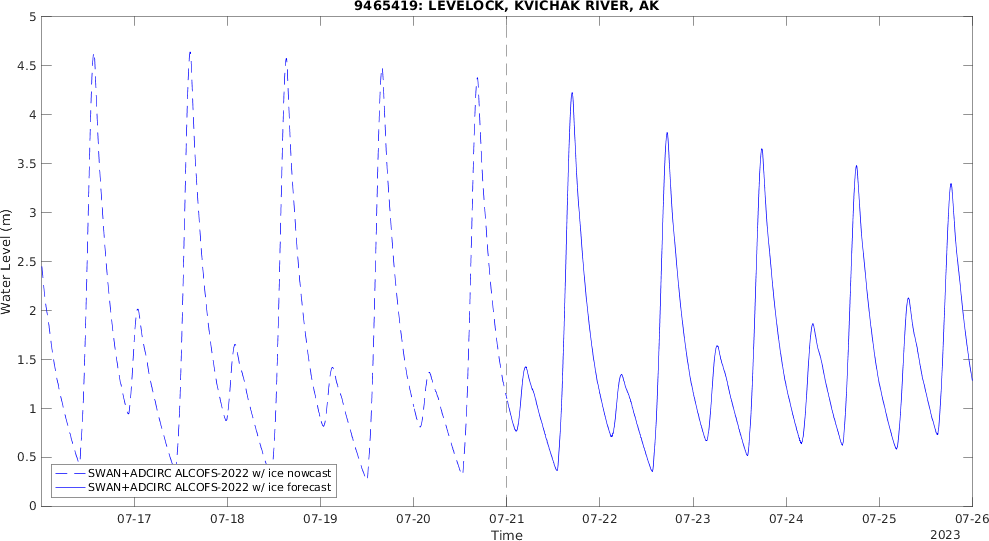 9465419: LEVELOCK, KVICHAK RIVER, AK
5
4.5
4
3.5
3
2.5
2
1.5
1
0.5
0
Water Level (m)
SWAN+ADCIRC ALCOFS-2022 w/ ice nowcast
SWAN+ADCIRC ALCOFS-2022 w/ ice forecast
07-17 07-18 07-19 07-20 07-21 07-22 07-23 07-24 07-25 07-26
Time
2023